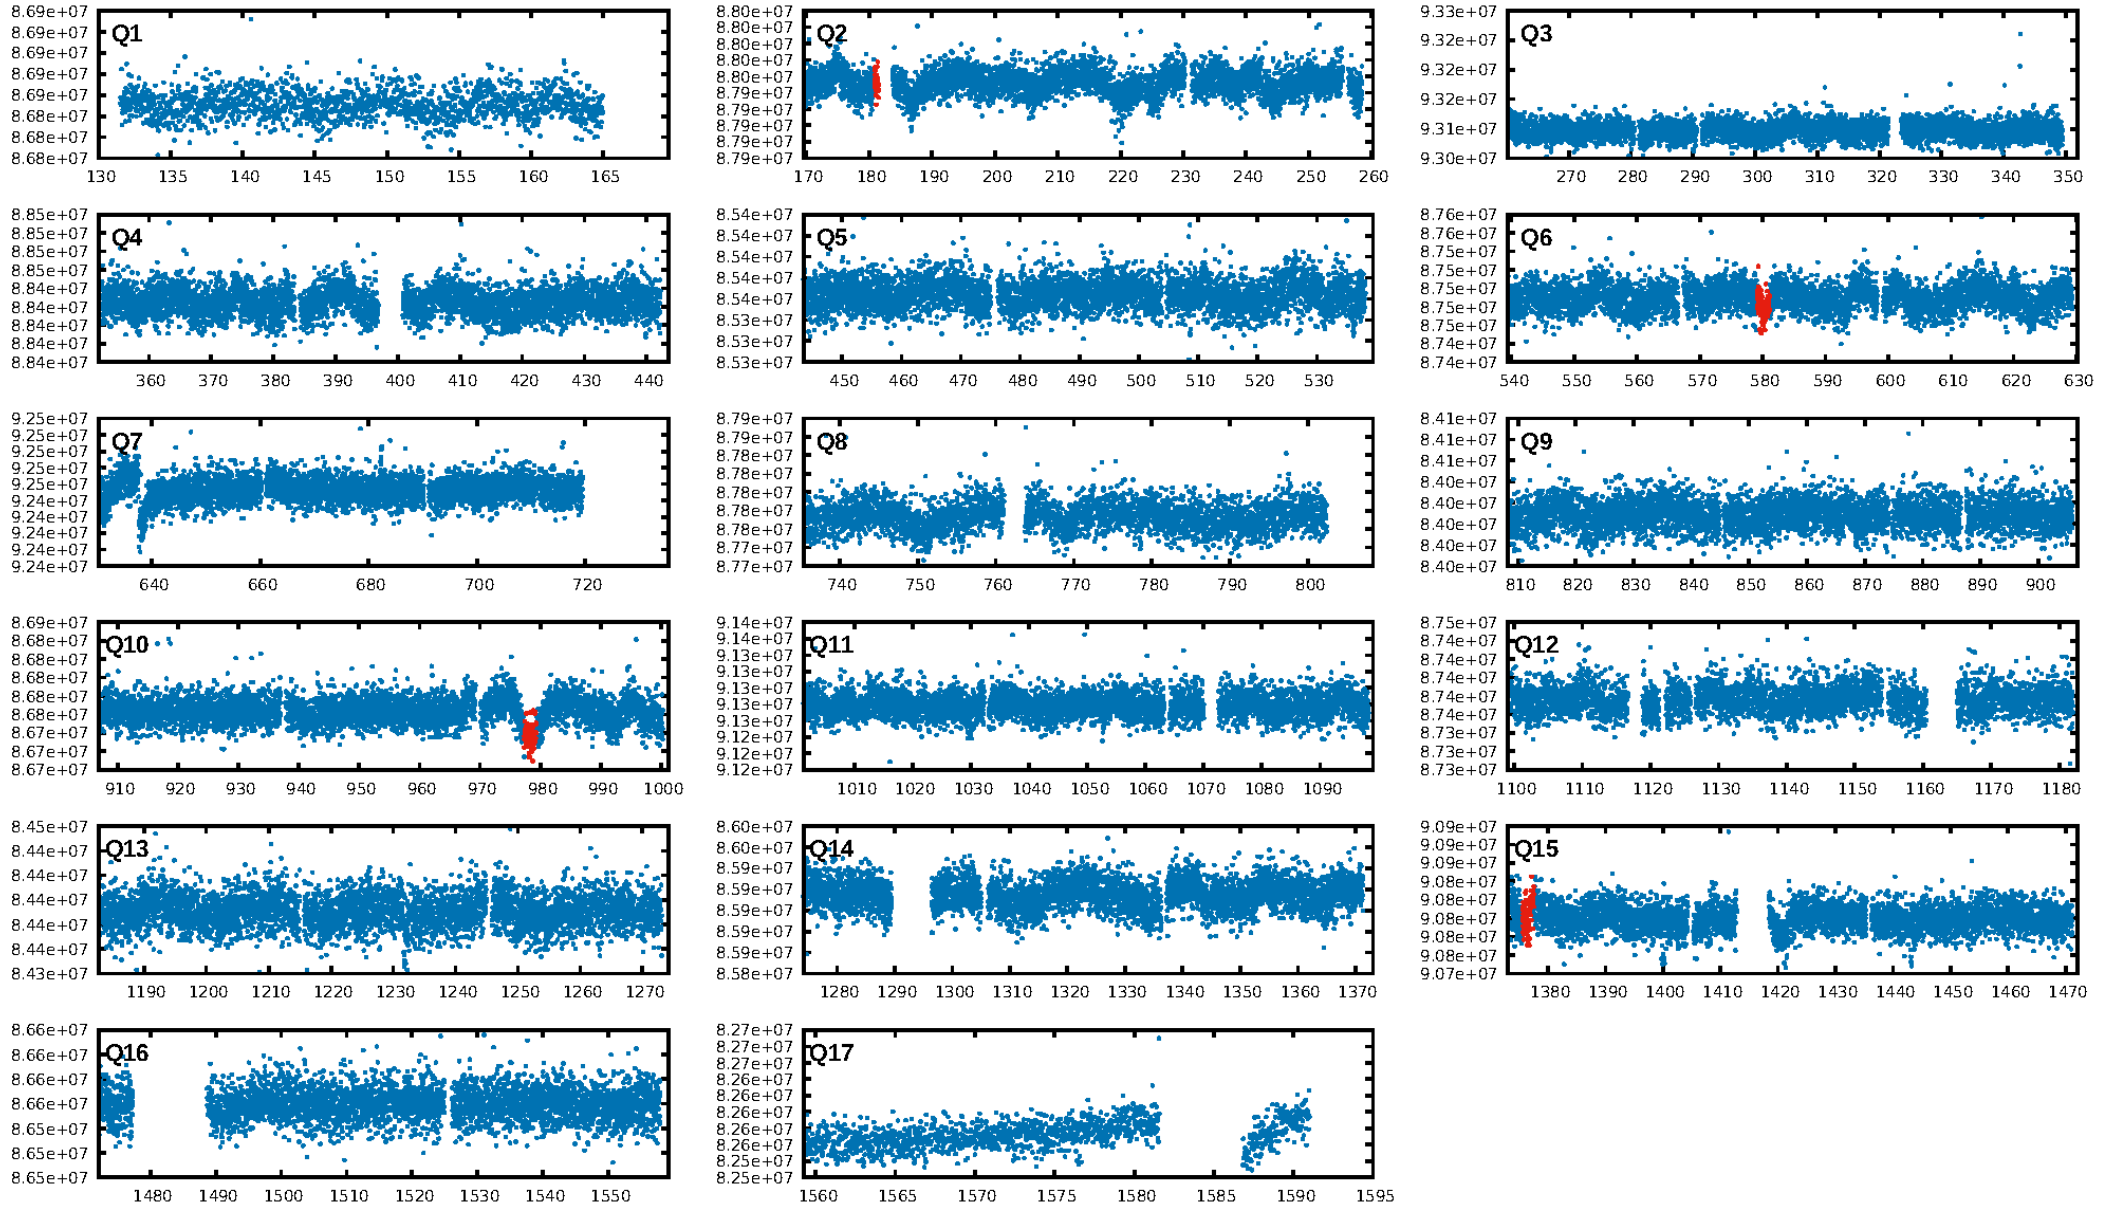 Q1
8.69e+07
8.69e+07
8.69e+07
8.69e+07
8.69e+07
8.68e+07
8.68e+07
8.68e+07
130 135 140 145 150 155 160 165
Q2
8.80e+07
8.80e+07
8.80e+07
8.80e+07
8.80e+07
8.79e+07
8.79e+07
8.79e+07
8.79e+07
8.79e+07
170 180 190 200 210 220 230 240 250 260
Q3
9.33e+07
9.32e+07
9.32e+07
9.32e+07
9.31e+07
9.30e+07
270 280 290 300 310 320 330 340 350
Q4
8.85e+07
8.85e+07
8.85e+07
8.85e+07
8.84e+07
8.84e+07
8.84e+07
8.84e+07
8.84e+07
360 370 380 390 400 410 420 430 440
Q5
8.54e+07
8.54e+07
8.54e+07
8.54e+07
8.54e+07
8.53e+07
8.53e+07
8.53e+07
450 460 470 480 490 500 510 520 530
Q6
8.76e+07
8.76e+07
8.75e+07
8.75e+07
8.75e+07
8.75e+07
8.75e+07
8.74e+07
8.74e+07
540 550 560 570 580 590 600 610 620 630
Q7
9.25e+07
9.25e+07
9.25e+07
9.25e+07
9.25e+07
9.24e+07
9.24e+07
9.24e+07
9.24e+07
9.24e+07
640 660 680 700 720
Q8
8.79e+07
8.79e+07
8.78e+07
8.78e+07
8.78e+07
8.78e+07
8.78e+07
8.77e+07
8.77e+07
740 750 760 770 780 790 800
Q9
8.41e+07
8.41e+07
8.41e+07
8.40e+07
8.40e+07
8.40e+07
8.40e+07
8.40e+07
810 820 830 840 850 860 870 880 890 900
Q10
8.69e+07
8.68e+07
8.68e+07
8.68e+07
8.68e+07
8.68e+07
8.67e+07
8.67e+07
8.67e+07
910 920 930 940 950 960 970 980 990 1000
Q11
9.14e+07
9.14e+07
9.13e+07
9.13e+07
9.13e+07
9.13e+07
9.12e+07
9.12e+07
9.12e+07
1010 1020 1030 1040 1050 1060 1070 1080 1090
Q12
8.75e+07
8.74e+07
8.74e+07
8.74e+07
8.74e+07
8.74e+07
8.73e+07
8.73e+07
8.73e+07
1100 1110 1120 1130 1140 1150 1160 1170 1180
Q13
8.45e+07
8.44e+07
8.44e+07
8.44e+07
8.44e+07
8.44e+07
8.43e+07
1190 1200 1210 1220 1230 1240 1250 1260 1270
Q14
8.60e+07
8.60e+07
8.59e+07
8.59e+07
8.59e+07
8.59e+07
8.59e+07
8.58e+07
1280 1290 1300 1310 1320 1330 1340 1350 1360 1370
Q15
9.09e+07
9.09e+07
9.09e+07
9.08e+07
9.08e+07
9.08e+07
9.08e+07
9.08e+07
9.07e+07
1380 1390 1400 1410 1420 1430 1440 1450 1460 1470
Q16
8.66e+07
8.66e+07
8.66e+07
8.66e+07
8.65e+07
8.65e+07
8.65e+07
1480 1490 1500 1510 1520 1530 1540 1550
Q17
8.27e+07
8.27e+07
8.27e+07
8.26e+07
8.26e+07
8.26e+07
8.26e+07
8.26e+07
8.25e+07
8.25e+07
1560 1565 1570 1575 1580 1585 1590 1595